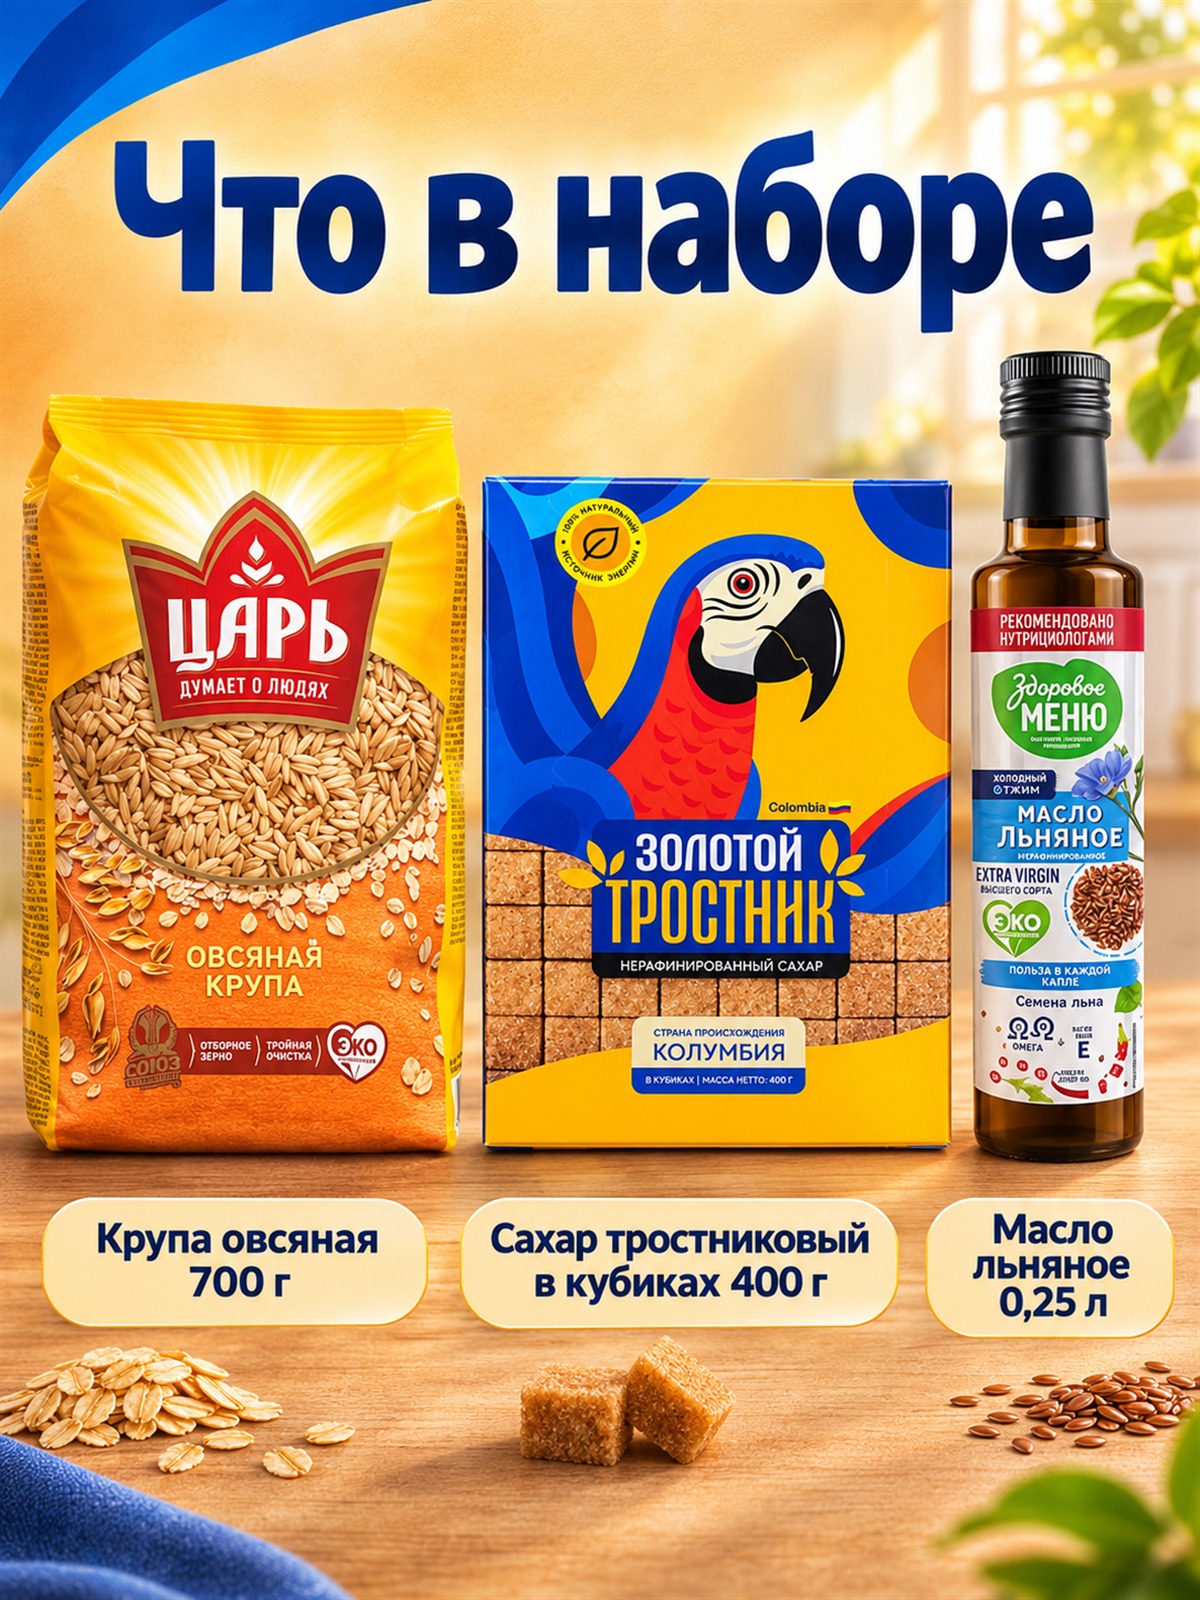 Что в наборе
ЦАРЬ
ДУМАЕТ О ЛЮДЯХ
ОВСЯНАЯ
КРУПА
СОЮЗ
ОТБОРНОЕ
ЗЕРНО
ТРОЙНАЯ
ОЧИСТКА
ЭКО
100% НАТУРАЛЬНЫЙ
ИСТОЧНИК ЭНЕРГИИ
Colombia
ЗОЛОТОЙ
ТРОСТНИК
НЕРАФИНИРОВАННЫЙ САХАР
СТРАНА ПРОИСХОЖДЕНИЯ
КОЛУМБИЯ
В КУБИКАХ | МАССА НЕТТО: 400 Г
РЕКОМЕНДОВАНО
НУТРИЦИОЛОГАМИ
Здоровое
МЕНЮ
ХОЛОДНЫЙ
ОТЖИМ
МАСЛО
ЛЬНЯНОЕ
НЕРАФИНИРОВАННОЕ
EXTRA VIRGIN
ВЫСШЕГО СОРТА
ЭКО
ПОЛЬЗА В КАЖДОЙ
КАПЛЕ
Семена льна
ОМЕГА
E
Крупа овсяная
700 г
Сахар тростниковый
в кубиках 400 г
Масло
льняное
0,25 л